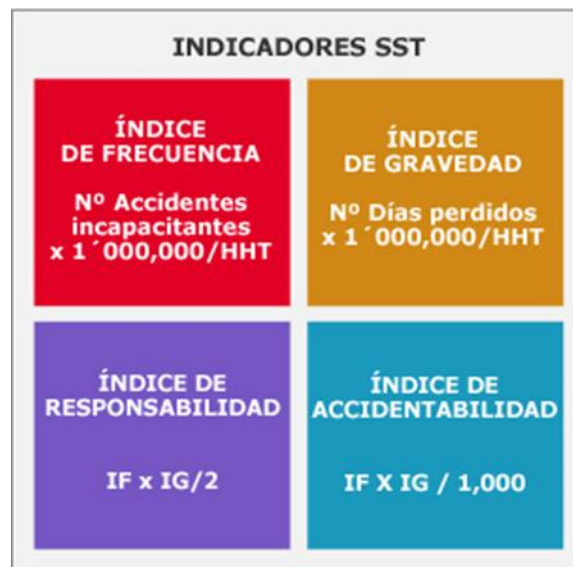 INDICADORES SST
ÍNDICE
DE FRECUENCIA
Nº Accidentes
incapacitantes
x 1´000,000/HHT
ÍNDICE
DE GRAVEDAD
Nº Días perdidos
x 1´000,000/HHT
ÍNDICE DE
RESPONSABILIDAD
IF x IG/2
ÍNDICE DE
ACCIDENTABILIDAD
IF X IG / 1,000